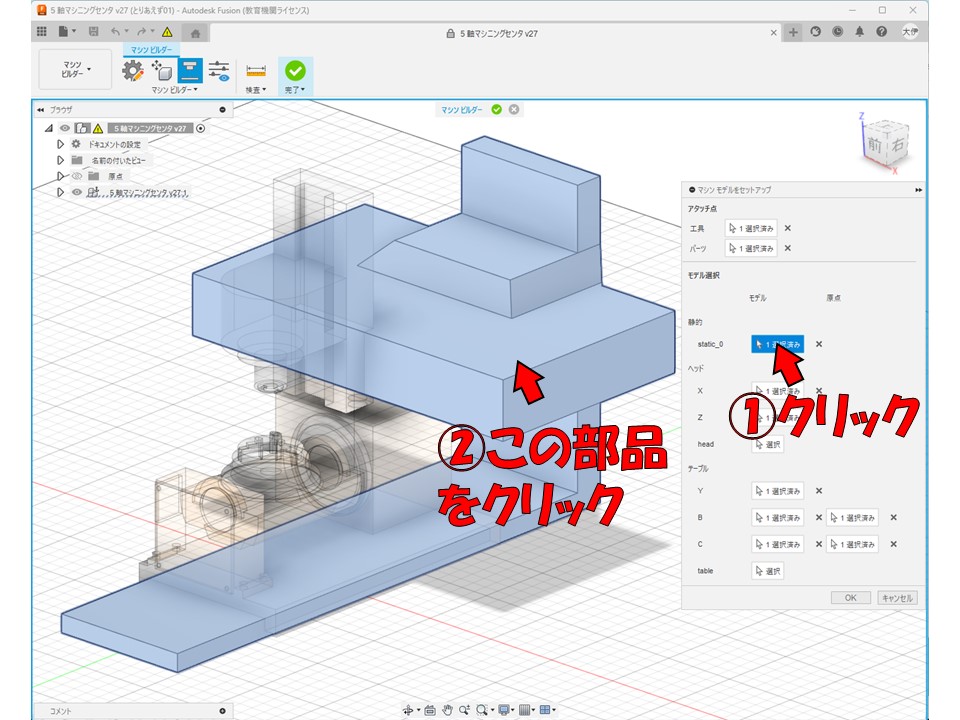 5 軸マシニングセンタ v27 (とりあえず01) - Autodesk Fusion (教育機関ライセンス)
5 軸マシニングセンタ v27
大伊
マシン ビルダー
マシン
ビルダー
マシン ビルダー
検査
完了
ブラウザ
マシン ビルダー
5 軸マシニングセンタ v27
ドキュメントの設定
名前の付いたビュー
原点
5 軸マシニングセンタ v27:1
Z
前
右
X
マシン モデルをセットアップ
アタッチ点
工具
1 選択済み
パーツ
1 選択済み
モデル選択
モデル
原点
静的
static_0
1 選択済み
ヘッド
X
1 選択済み
①クリック
Z
head
選択
②この部品
をクリック
テーブル
Y
1 選択済み
B
1 選択済み
1 選択済み
C
1 選択済み
1 選択済み
table
選択
OK
キャンセル
コメント